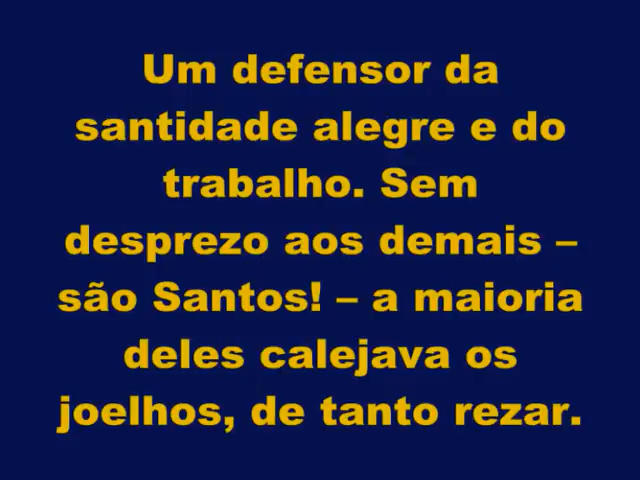 Um defensor da
santidade alegre e do
trabalho. Sem
desprezo aos demais –
são Santos! – a maioria
deles calejava os
joelhos, de tanto rezar.